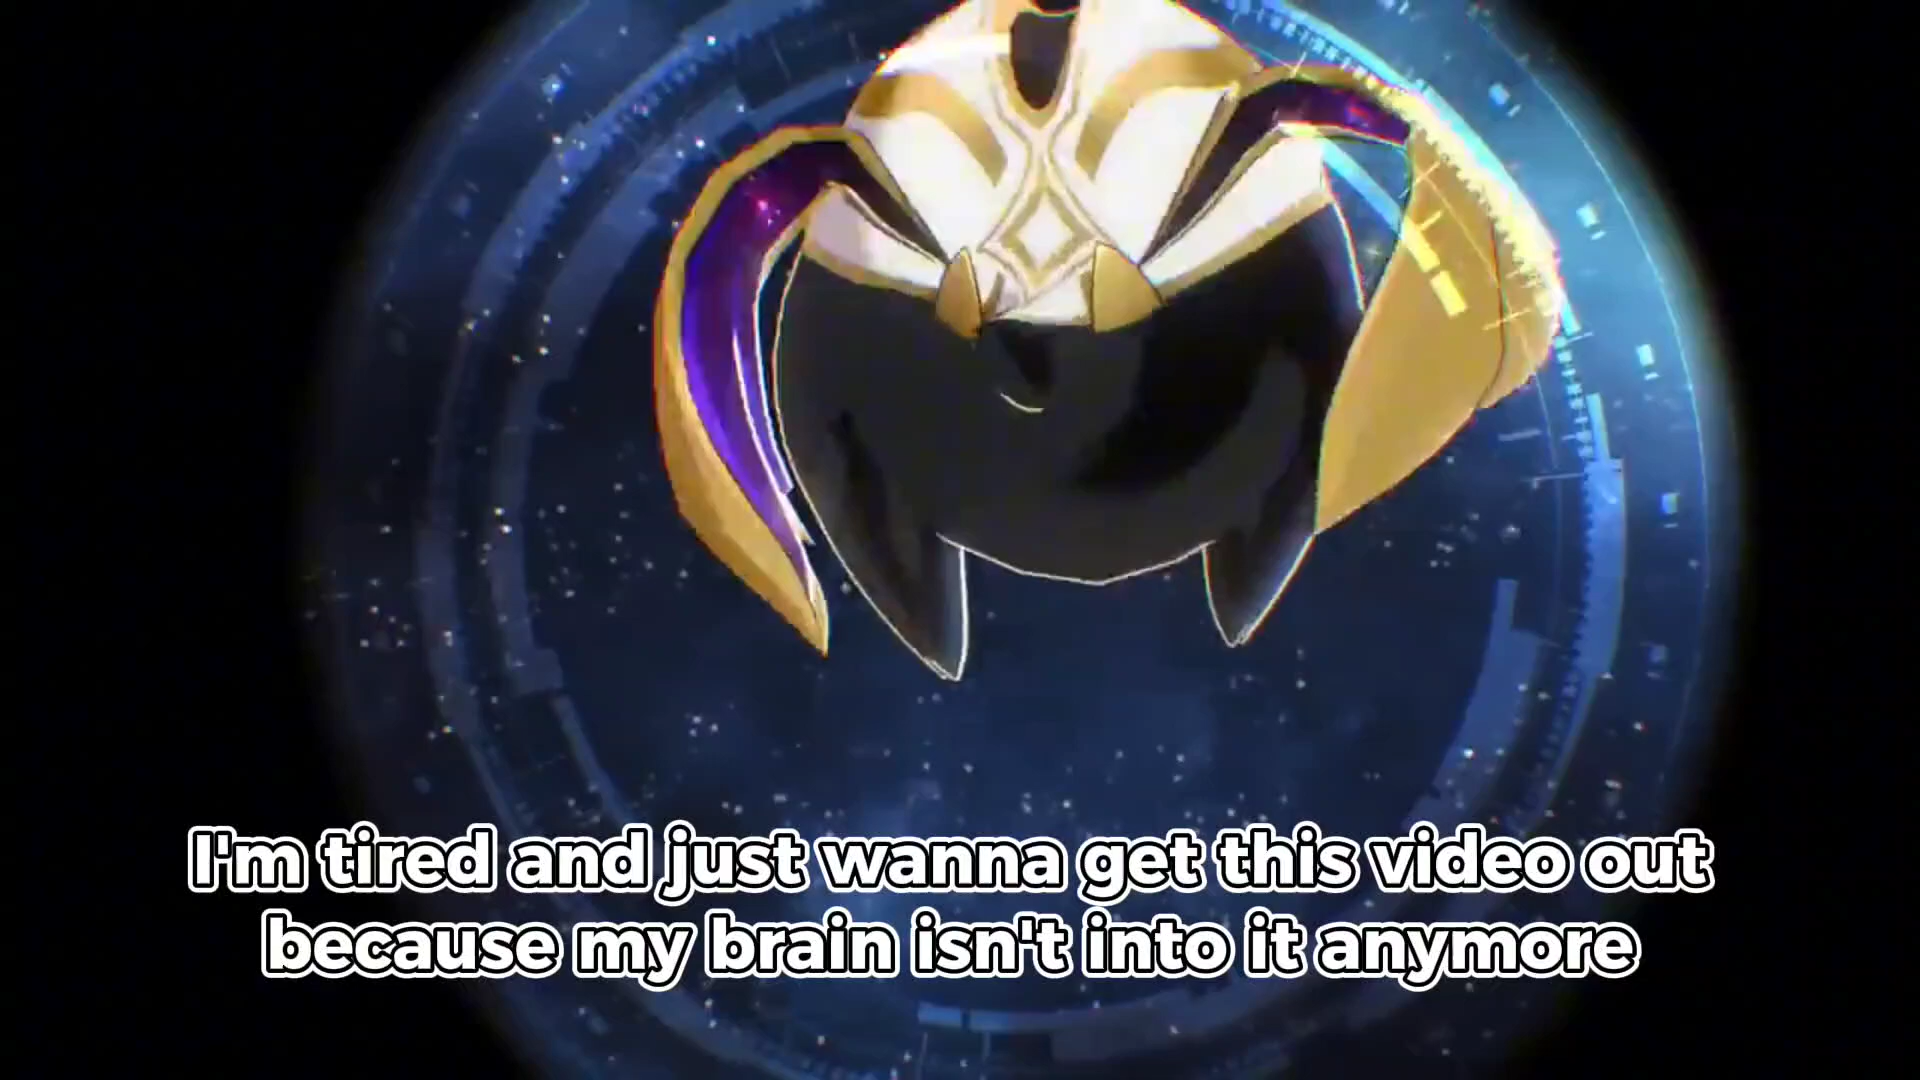 I'm tired and just wanna get this video out
because my brain isn't into it anymore